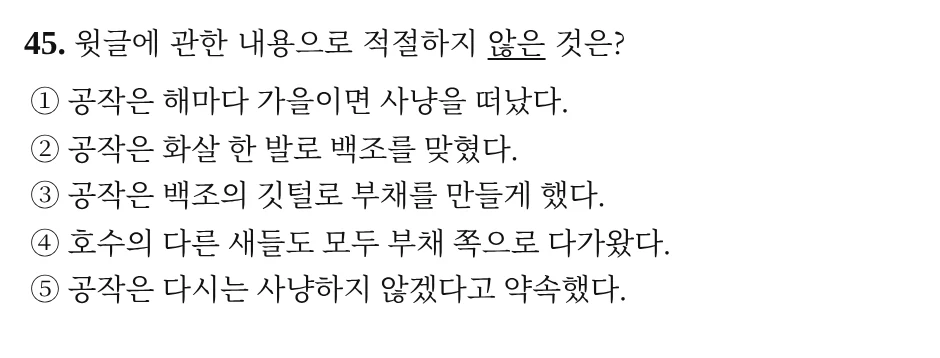 45. 윗글에 관한 내용으로 적절하지 않은 것은?
① 공작은 해마다 가을이면 사냥을 떠났다.
② 공작은 화살 한 발로 백조를 맞혔다.
③ 공작은 백조의 깃털로 부채를 만들게 했다.
④ 호수의 다른 새들도 모두 부채 쪽으로 다가왔다.
⑤ 공작은 다시는 사냥하지 않겠다고 약속했다.